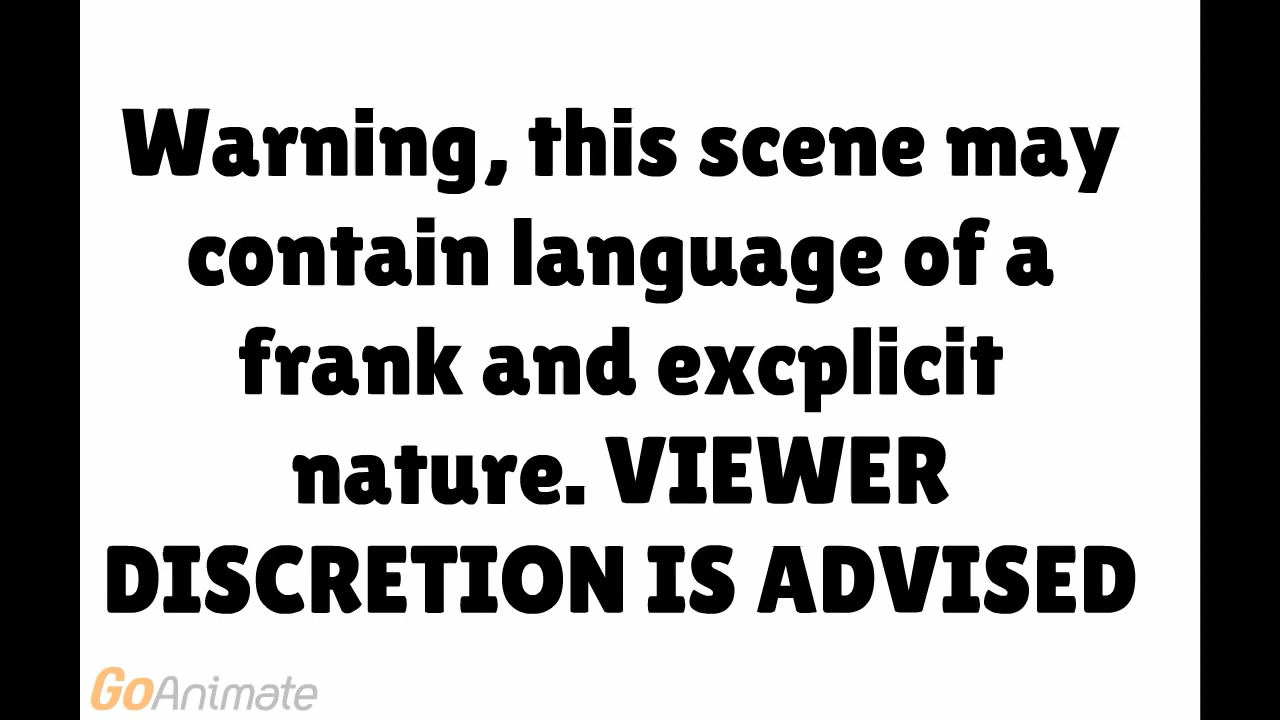 Warning, this scene may
contain language of a
frank and excplicit
nature. VIEWER
DISCRETION IS ADVISED
GoAnimate